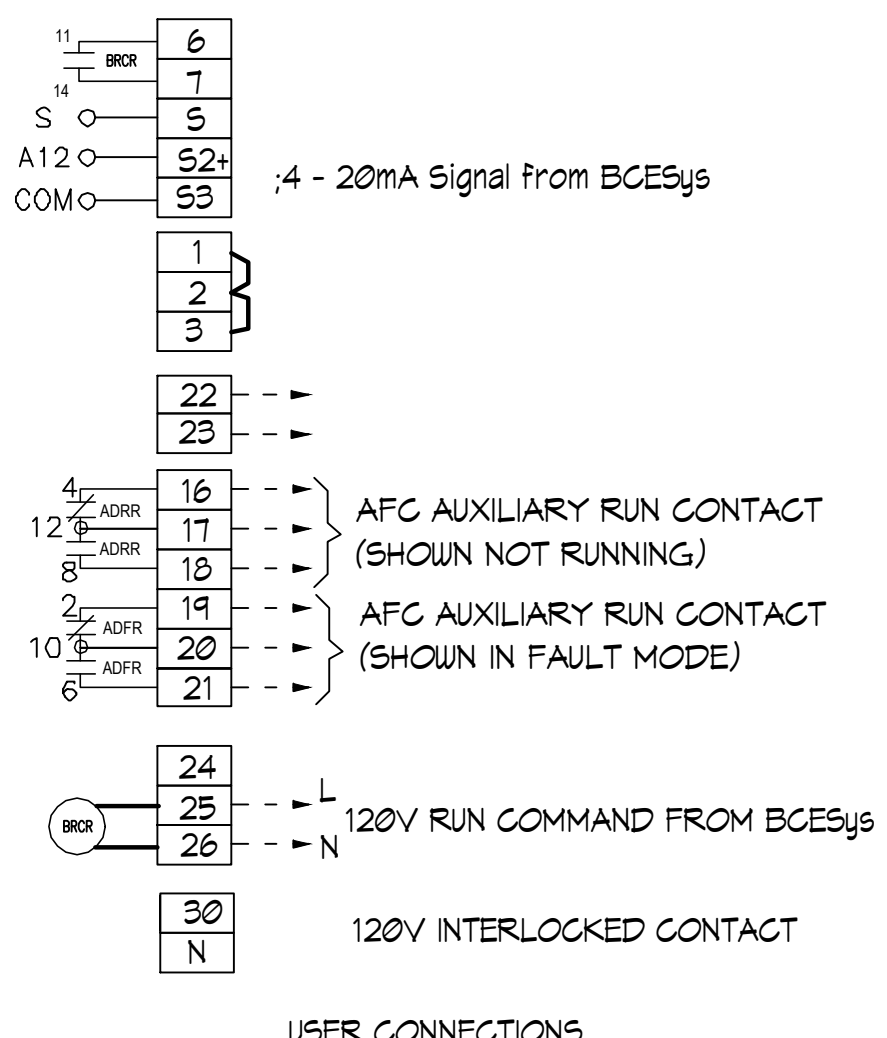 11 6
BRCR
7
14
S S
A12 S2+
;4 - 20mA Signal from BCESys
COM S3
1
2
3
22
23
4 16
ADRR
12 17
ADRR
8 18
AFC AUXILIARY RUN CONTACT
(SHOWN NOT RUNNING)
2 19
ADFR
10 20
ADFR
6 21
AFC AUXILIARY RUN CONTACT
(SHOWN IN FAULT MODE)
24
25 L
BRCR
26 N
120V RUN COMMAND FROM BCESys
30
N
120V INTERLOCKED CONTACT
USER CONNECTIONS